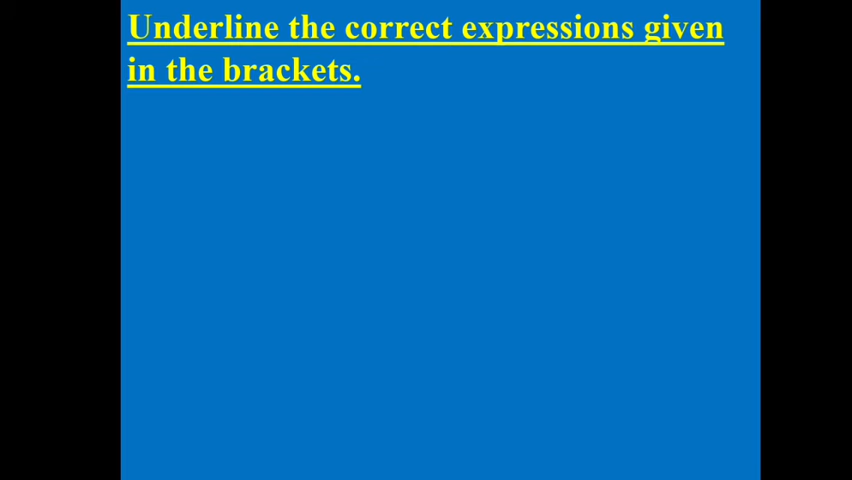 Underline the correct expressions given
in the brackets.